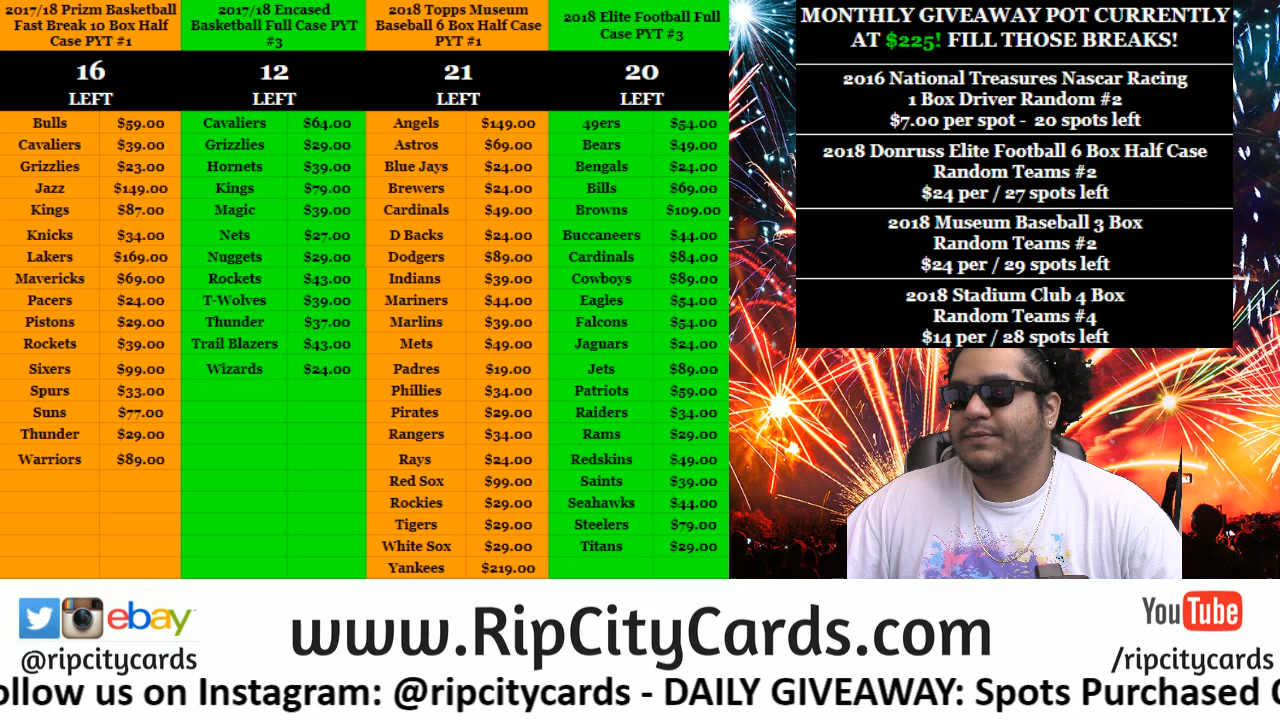 2017/18 Prizm Basketball
Fast Break 10 Box Half
Case PYT #1
16
LEFT
Bulls $59.00
Cavaliers $39.00
Grizzlies $23.00
Jazz $149.00
Kings $87.00
Knicks $34.00
Lakers $169.00
Mavericks $69.00
Pacers $24.00
Pistons $29.00
Rockets $39.00
Sixers $99.00
Spurs $33.00
Suns $77.00
Thunder $29.00
Warriors $89.00
2017/18 Encased
Basketball Full Case PYT
#3
12
LEFT
Cavaliers $64.00
Grizzlies $29.00
Hornets $39.00
Kings $79.00
Magic $39.00
Nets $27.00
Nuggets $29.00
Rockets $43.00
T-Wolves $39.00
Thunder $37.00
Trail Blazers $43.00
Wizards $24.00
2018 Topps Museum
Baseball 6 Box Half Case
PYT #1
21
LEFT
Angels $149.00
Astros $69.00
Blue Jays $24.00
Brewers $24.00
Cardinals $49.00
D Backs $24.00
Dodgers $89.00
Indians $39.00
Mariners $44.00
Marlins $39.00
Mets $49.00
Padres $19.00
Phillies $34.00
Pirates $29.00
Rangers $34.00
Rays $24.00
Red Sox $99.00
Rockies $29.00
Tigers $29.00
White Sox $29.00
Yankees $219.00
2018 Elite Football Full
Case PYT #3
20
LEFT
49ers $54.00
Bears $49.00
Bengals $24.00
Bills $69.00
Browns $109.00
Buccaneers $44.00
Cardinals $84.00
Cowboys $89.00
Eagles $54.00
Falcons $54.00
Jaguars $24.00
Jets $89.00
Patriots $59.00
Raiders $34.00
Rams $29.00
Redskins $49.00
Saints $39.00
Seahawks $44.00
Steelers $79.00
Titans $29.00
MONTHLY GIVEAWAY POT CURRENTLY
AT $225! FILL THOSE BREAKS!
2016 National Treasures Nascar Racing
1 Box Driver Random #2
$7.00 per spot - 20 spots left
2018 Donruss Elite Football 6 Box Half Case
Random Teams #2
$24 per / 27 spots left
2018 Museum Baseball 3 Box
Random Teams #2
$24 per / 29 spots left
2018 Stadium Club 4 Box
Random Teams #4
$14 per / 28 spots left
ebay
@ripcitycards
www.RipCityCards.com
YouTube
/ripcitycards
ollow us on Instagram: @ripcitycards - DAILY GIVEAWAY: Spots Purchased